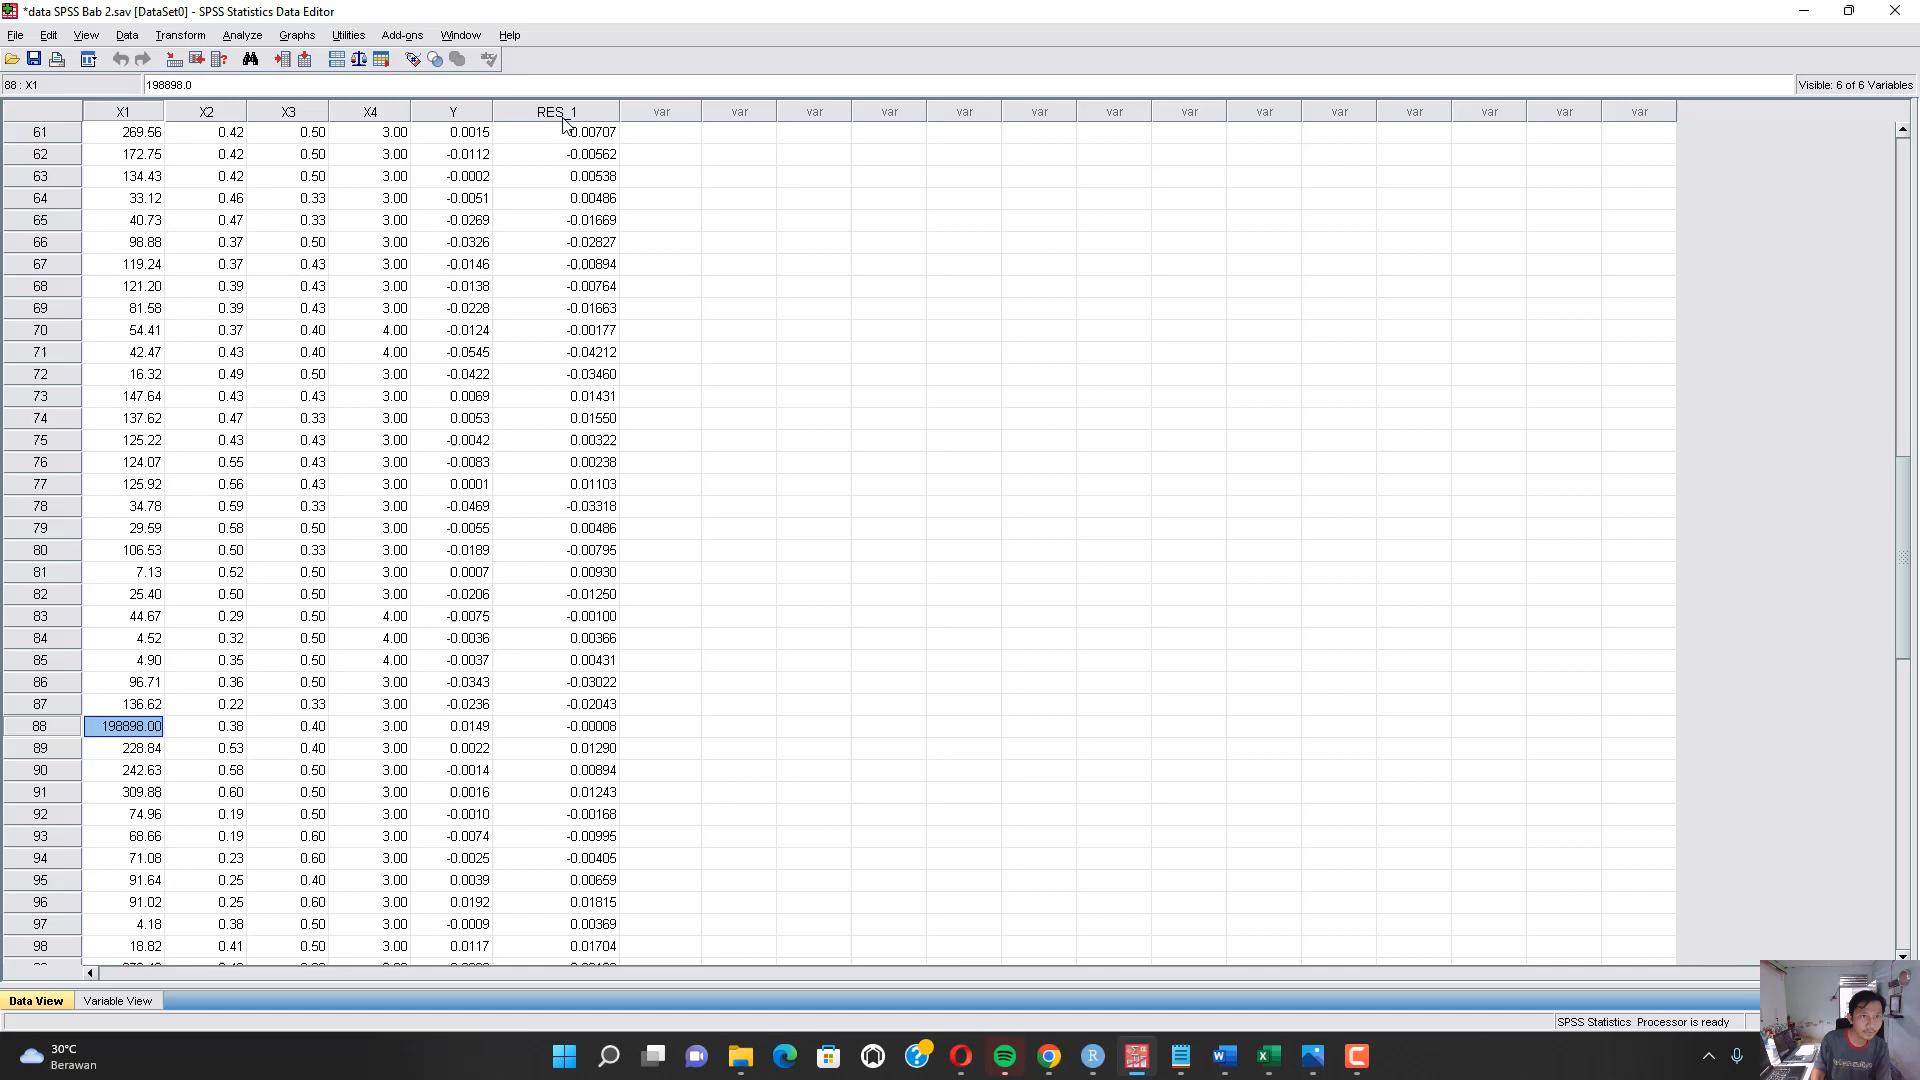 *data SPSS Bab 2.sav [DataSet0] - SPSS Statistics Data Editor
File Edit View Data Transform Analyze Graphs Utilities Add-ons Window Help
88 : X1 198898.0 Visible: 6 of 6 Variables
X1 X2 X3 X4 Y RES_1 var var var var var var var var var var var var var var
61 269.56 0.42 0.50 3.00 0.0015 0.00707
62 172.75 0.42 0.50 3.00 -0.0112 -0.00562
63 134.43 0.42 0.50 3.00 -0.0002 0.00538
64 33.12 0.46 0.33 3.00 -0.0051 0.00486
65 40.73 0.47 0.33 3.00 -0.0269 -0.01669
66 98.88 0.37 0.50 3.00 -0.0326 -0.02827
67 119.24 0.37 0.43 3.00 -0.0146 -0.00894
68 121.20 0.39 0.43 3.00 -0.0138 -0.00764
69 81.58 0.39 0.43 3.00 -0.0228 -0.01663
70 54.41 0.37 0.40 4.00 -0.0124 -0.00177
71 42.47 0.43 0.40 4.00 -0.0545 -0.04212
72 16.32 0.49 0.50 3.00 -0.0422 -0.03460
73 147.64 0.43 0.43 3.00 0.0069 0.01431
74 137.62 0.47 0.33 3.00 0.0053 0.01550
75 125.22 0.43 0.43 3.00 -0.0042 0.00322
76 124.07 0.55 0.43 3.00 -0.0083 0.00238
77 125.92 0.56 0.43 3.00 0.0001 0.01103
78 34.78 0.59 0.33 3.00 -0.0469 -0.03318
79 29.59 0.58 0.50 3.00 -0.0055 0.00486
80 106.53 0.50 0.33 3.00 -0.0189 -0.00795
81 7.13 0.52 0.50 3.00 0.0007 0.00930
82 25.40 0.50 0.50 3.00 -0.0206 -0.01250
83 44.67 0.29 0.50 4.00 -0.0075 -0.00100
84 4.52 0.32 0.50 4.00 -0.0036 0.00366
85 4.90 0.35 0.50 4.00 -0.0037 0.00431
86 96.71 0.36 0.50 3.00 -0.0343 -0.03022
87 136.62 0.22 0.33 3.00 -0.0236 -0.02043
88 198898.00 0.38 0.40 3.00 0.0149 -0.00008
89 228.84 0.53 0.40 3.00 0.0022 0.01290
90 242.63 0.58 0.50 3.00 -0.0014 0.00894
91 309.88 0.60 0.50 3.00 0.0016 0.01243
92 74.96 0.19 0.50 3.00 -0.0010 -0.00168
93 68.66 0.19 0.60 3.00 -0.0074 -0.00995
94 71.08 0.23 0.60 3.00 -0.0025 -0.00405
95 91.64 0.25 0.40 3.00 0.0039 0.00659
96 91.02 0.25 0.60 3.00 0.0192 0.01815
97 4.18 0.38 0.50 3.00 -0.0009 0.00369
98 18.82 0.41 0.50 3.00 0.0117 0.01704
Data View Variable View
SPSS Statistics Processor is ready
30°C
Berawan